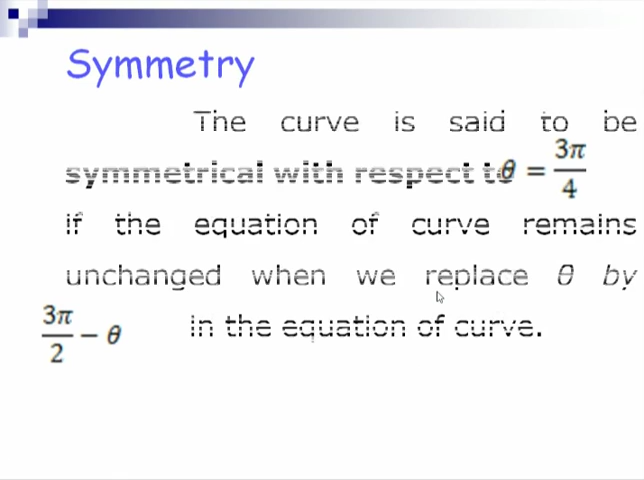 Symmetry
The curve is said to be
symmetrical with respect to θ = 3π/4
if the equation of curve remains
unchanged when we replace θ by
3π/2 − θ in the equation of curve.